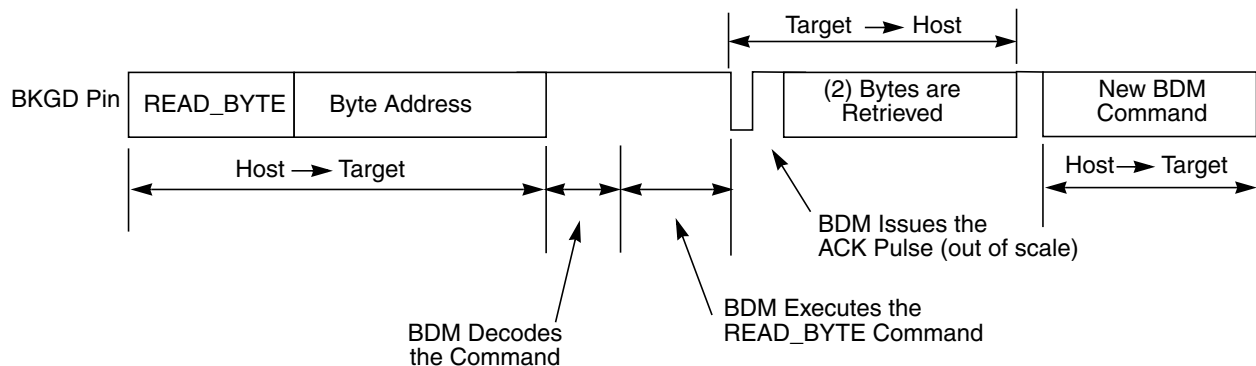 Target → Host
BKGD Pin
READ_BYTE
Byte Address
(2) Bytes are
Retrieved
New BDM
Command
Host → Target
Host → Target
BDM Issues the
ACK Pulse (out of scale)
BDM Decodes
the Command
BDM Executes the
READ_BYTE Command